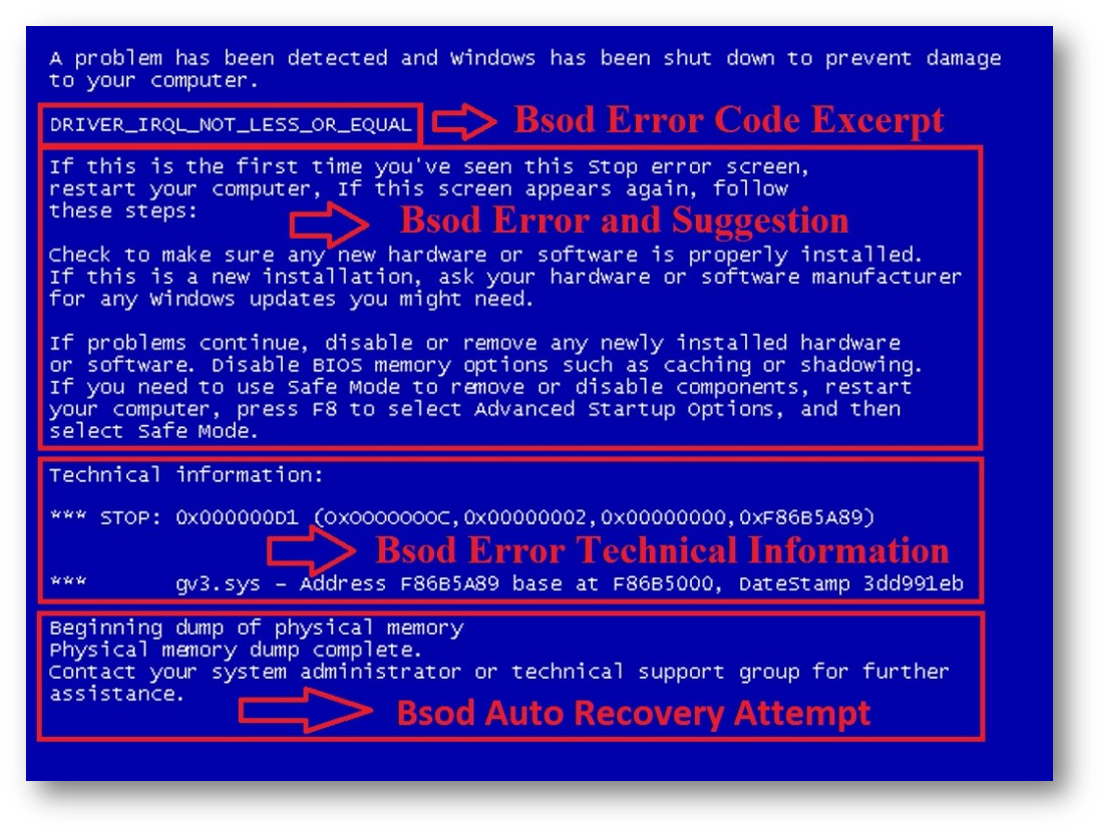 A problem has been detected and Windows has been shut down to prevent damage
to your computer.
DRIVER_IRQL_NOT_LESS_OR_EQUAL
Bsod Error Code Excerpt
If this is the first time you've seen this Stop error screen,
restart your computer, If this screen appears again, follow
these steps:
Bsod Error and Suggestion
Check to make sure any new hardware or software is properly installed.
If this is a new installation, ask your hardware or software manufacturer
for any Windows updates you might need.
If problems continue, disable or remove any newly installed hardware
or software. Disable BIOS memory options such as caching or shadowing.
If you need to use Safe Mode to remove or disable components, restart
your computer, press F8 to select Advanced Startup Options, and then
select Safe Mode.
Technical information:
*** STOP: 0x000000D1 (0x0000000C,0x00000002,0x00000000,0xF86B5A89)
Bsod Error Technical Information
*** gv3.sys – Address F86B5A89 base at F86B5000, DateStamp 3dd991eb
Beginning dump of physical memory
Physical memory dump complete.
Contact your system administrator or technical support group for further
assistance.
Bsod Auto Recovery Attempt